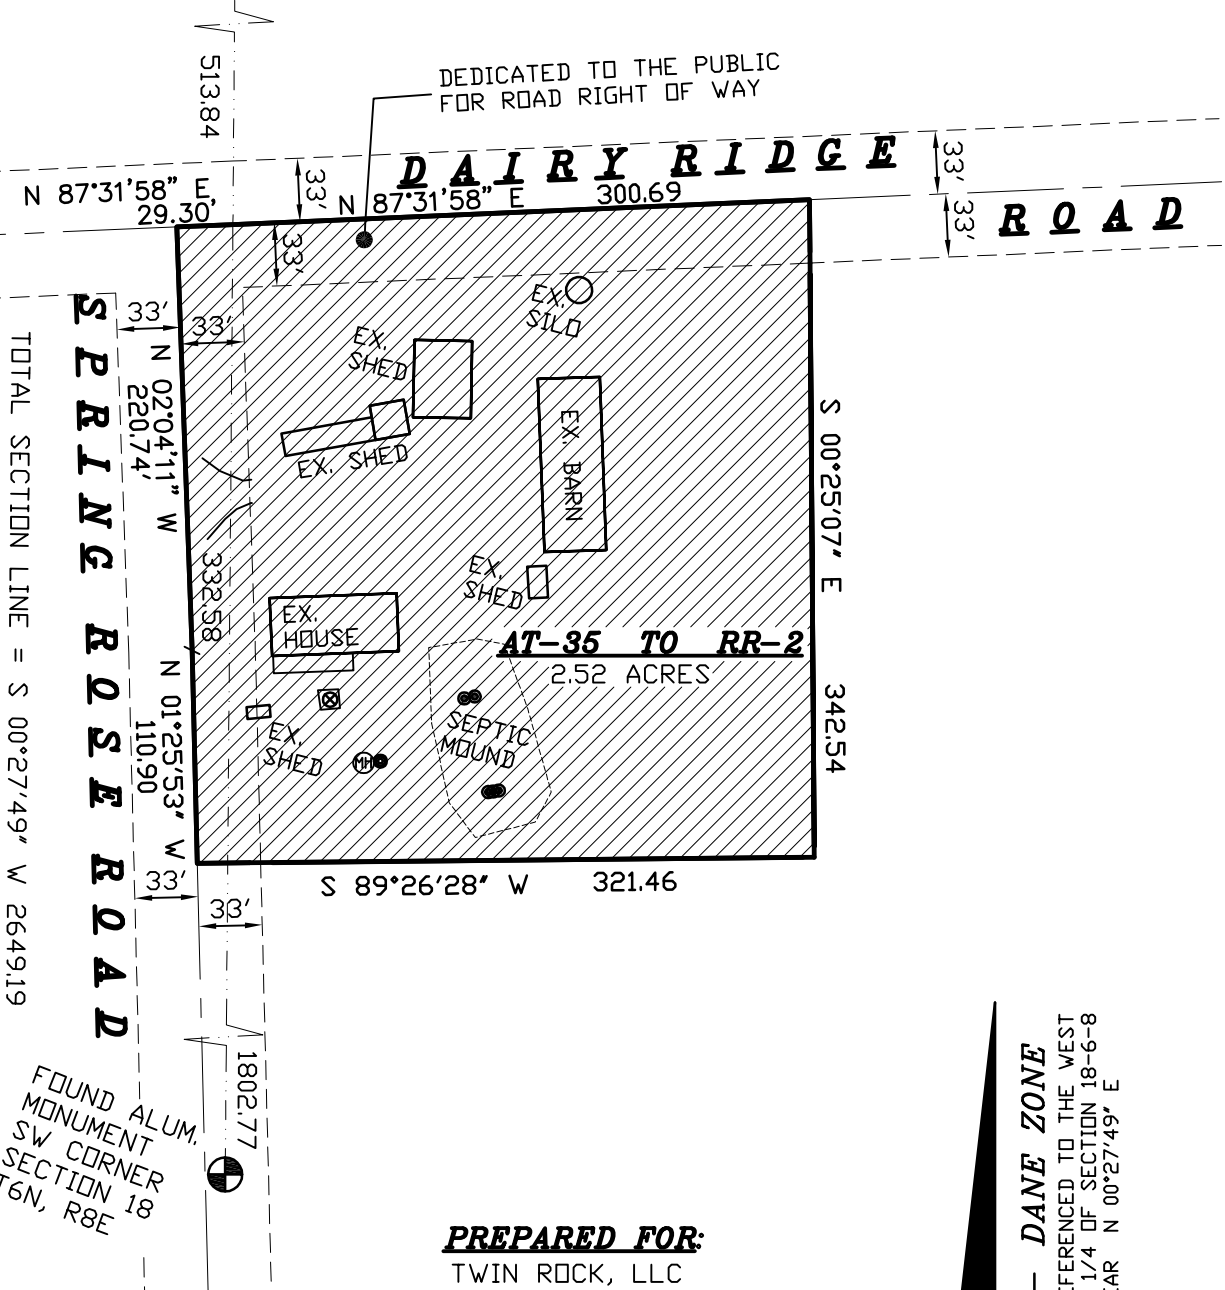 513.84
DEDICATED TO THE PUBLIC
FOR ROAD RIGHT OF WAY
DAIRY RIDGE
ROAD
N 87°31'58" E
29.30'
33'
N 87°31'58" E 300.69
33'
33'
33'
33'
33'
SPRING ROSE ROAD
TOTAL SECTION LINE = S 00°27'49" W 2649.19
N 02°04'11" W
220.74'
332.58
N 01°25'53" W
110.90
EX.
SILO
EX.
SHED
EX. SHED
EX. BARN
EX.
SHED
EX.
HOUSE
AT-35 TO RR-2
2.52 ACRES
EX.
SHED
MH
SEPTIC
MOUND
S 00°25'07" E 342.54
S 89°26'28" W 321.46
33'
33'
1802.77
FOUND ALUM.
MONUMENT
SW CORNER
SECTION 18
T6N, R8E
PREPARED FOR:
TWIN ROCK, LLC
DANE ZONE
THE WEST
1/4 OF SECTION 18-6-8
N 00°27'49" E